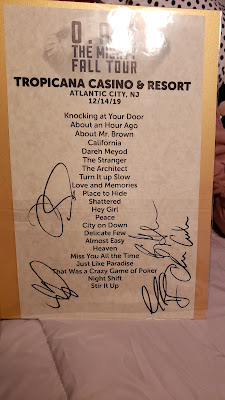 O.A.R.
THE MIGHTY
FALL TOUR
TROPICANA CASINO & RESORT
ATLANTIC CITY, NJ
12/14/19
Knocking at Your Door
About an Hour Ago
About Mr. Brown
California
Dareh Meyod
The Stranger
The Architect
Turn it up Slow
Love and Memories
Place to Hide
Shattered
Hey Girl
Peace
City on Down
Delicate Few
Almost Easy
Heaven
Miss You All the Time
Just Like Paradise
That Was a Crazy Game of Poker
Night Shift
Stir It Up